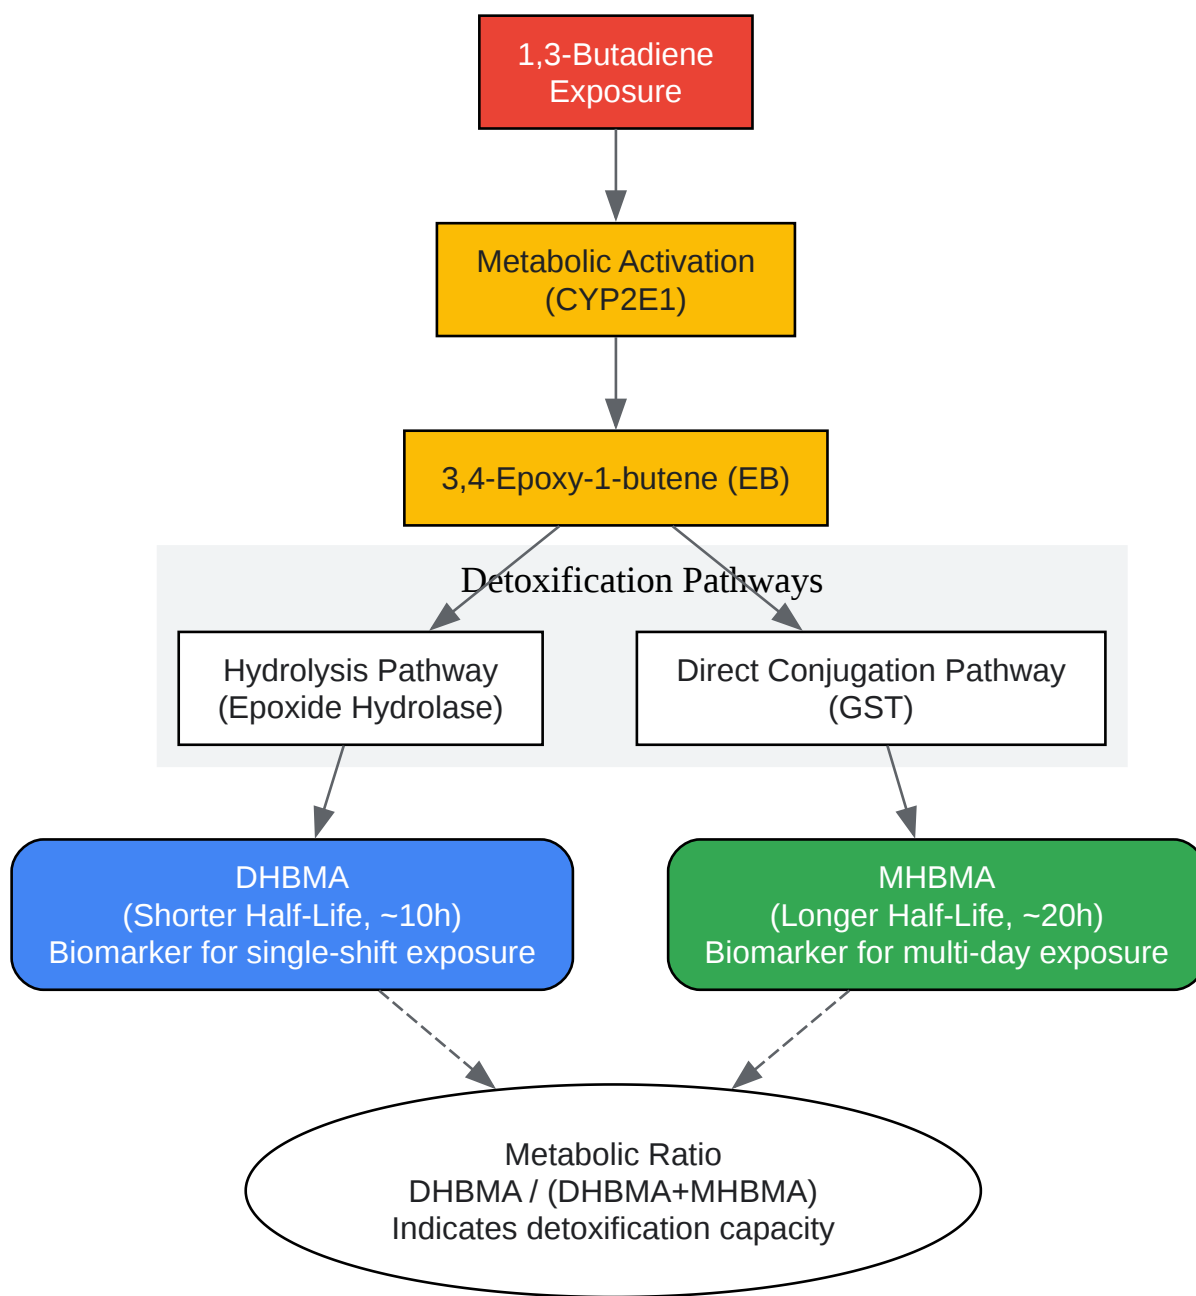 1,3-Butadiene
Exposure
Metabolic Activation
(CYP2E1)
3,4-Epoxy-1-butene (EB)
Detoxification Pathways
Hydrolysis Pathway
(Epoxide Hydrolase)
Direct Conjugation Pathway
(GST)
DHBMA
(Shorter Half-Life, ~10h)
Biomarker for single-shift exposure
MHBMA
(Longer Half-Life, ~20h)
Biomarker for multi-day exposure
Metabolic Ratio
DHBMA / (DHBMA+MHBMA)
Indicates detoxification capacity